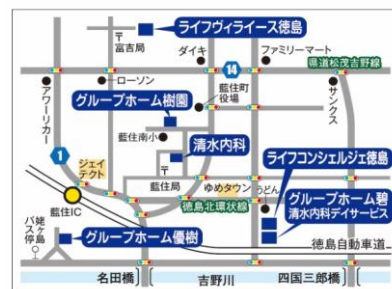 ライフヴィライース徳島
〒
富吉局
ダイキ
ファミリーマート
14
県道松茂吉野線
アワーリカー
ローソン
藍住町
役場
サンクス
グループホーム樹園
藍住南小
〒
清水内科
1
ジェイ
テクト
ライフコンシェルジェ徳島
藍住局
ゆめタウン
うどん
グループホーム碧
清水内科デイサービス
藍住IC
徳島北環状線
姥ヶ島
バス停
グループホーム優樹
徳島自動車道
名田橋
吉野川
四国三郎橋